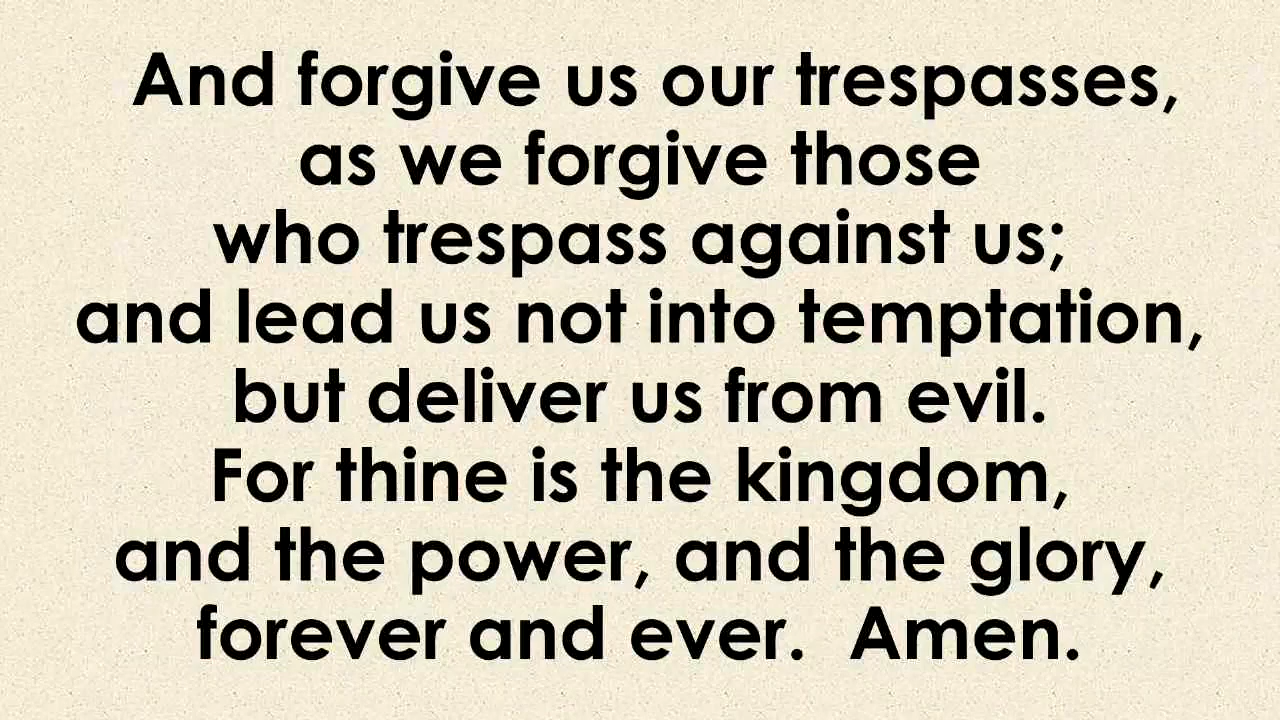 And forgive us our trespasses,
as we forgive those
who trespass against us;
and lead us not into temptation,
but deliver us from evil.
For thine is the kingdom,
and the power, and the glory,
forever and ever.  Amen.